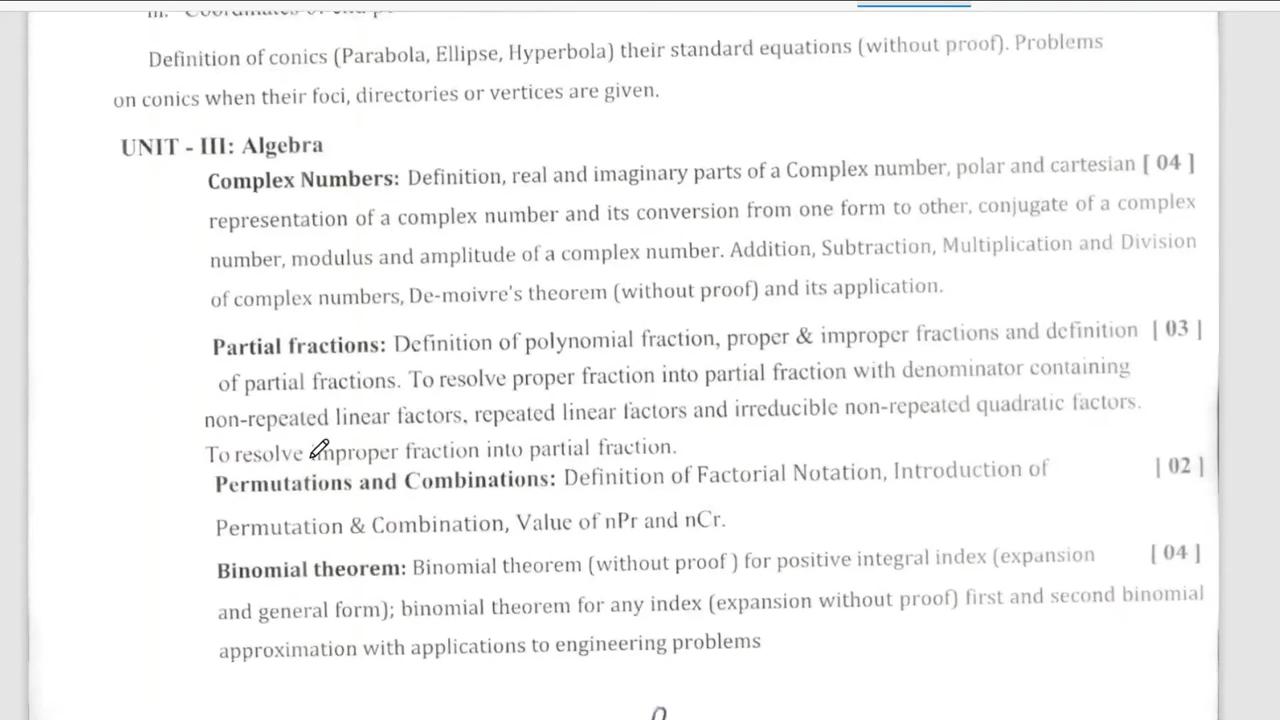 iii.
Definition of conics (Parabola, Ellipse, Hyperbola) their standard equations (without proof). Problems
on conics when their foci, directories or vertices are given.
UNIT - III: Algebra
Complex Numbers: Definition, real and imaginary parts of a Complex number, polar and cartesian [ 04 ]
representation of a complex number and its conversion from one form to other, conjugate of a complex
number, modulus and amplitude of a complex number. Addition, Subtraction, Multiplication and Division
of complex numbers, De-moivre's theorem (without proof) and its application.
Partial fractions: Definition of polynomial fraction, proper & improper fractions and definition [ 03 ]
of partial fractions. To resolve proper fraction into partial fraction with denominator containing
non-repeated linear factors, repeated linear factors and irreducible non-repeated quadratic factors.
To resolve improper fraction into partial fraction.
Permutations and Combinations: Definition of Factorial Notation, Introduction of [ 02 ]
Permutation & Combination, Value of nPr and nCr.
Binomial theorem: Binomial theorem (without proof ) for positive integral index (expansion [ 04 ]
and general form); binomial theorem for any index (expansion without proof) first and second binomial
approximation with applications to engineering problems